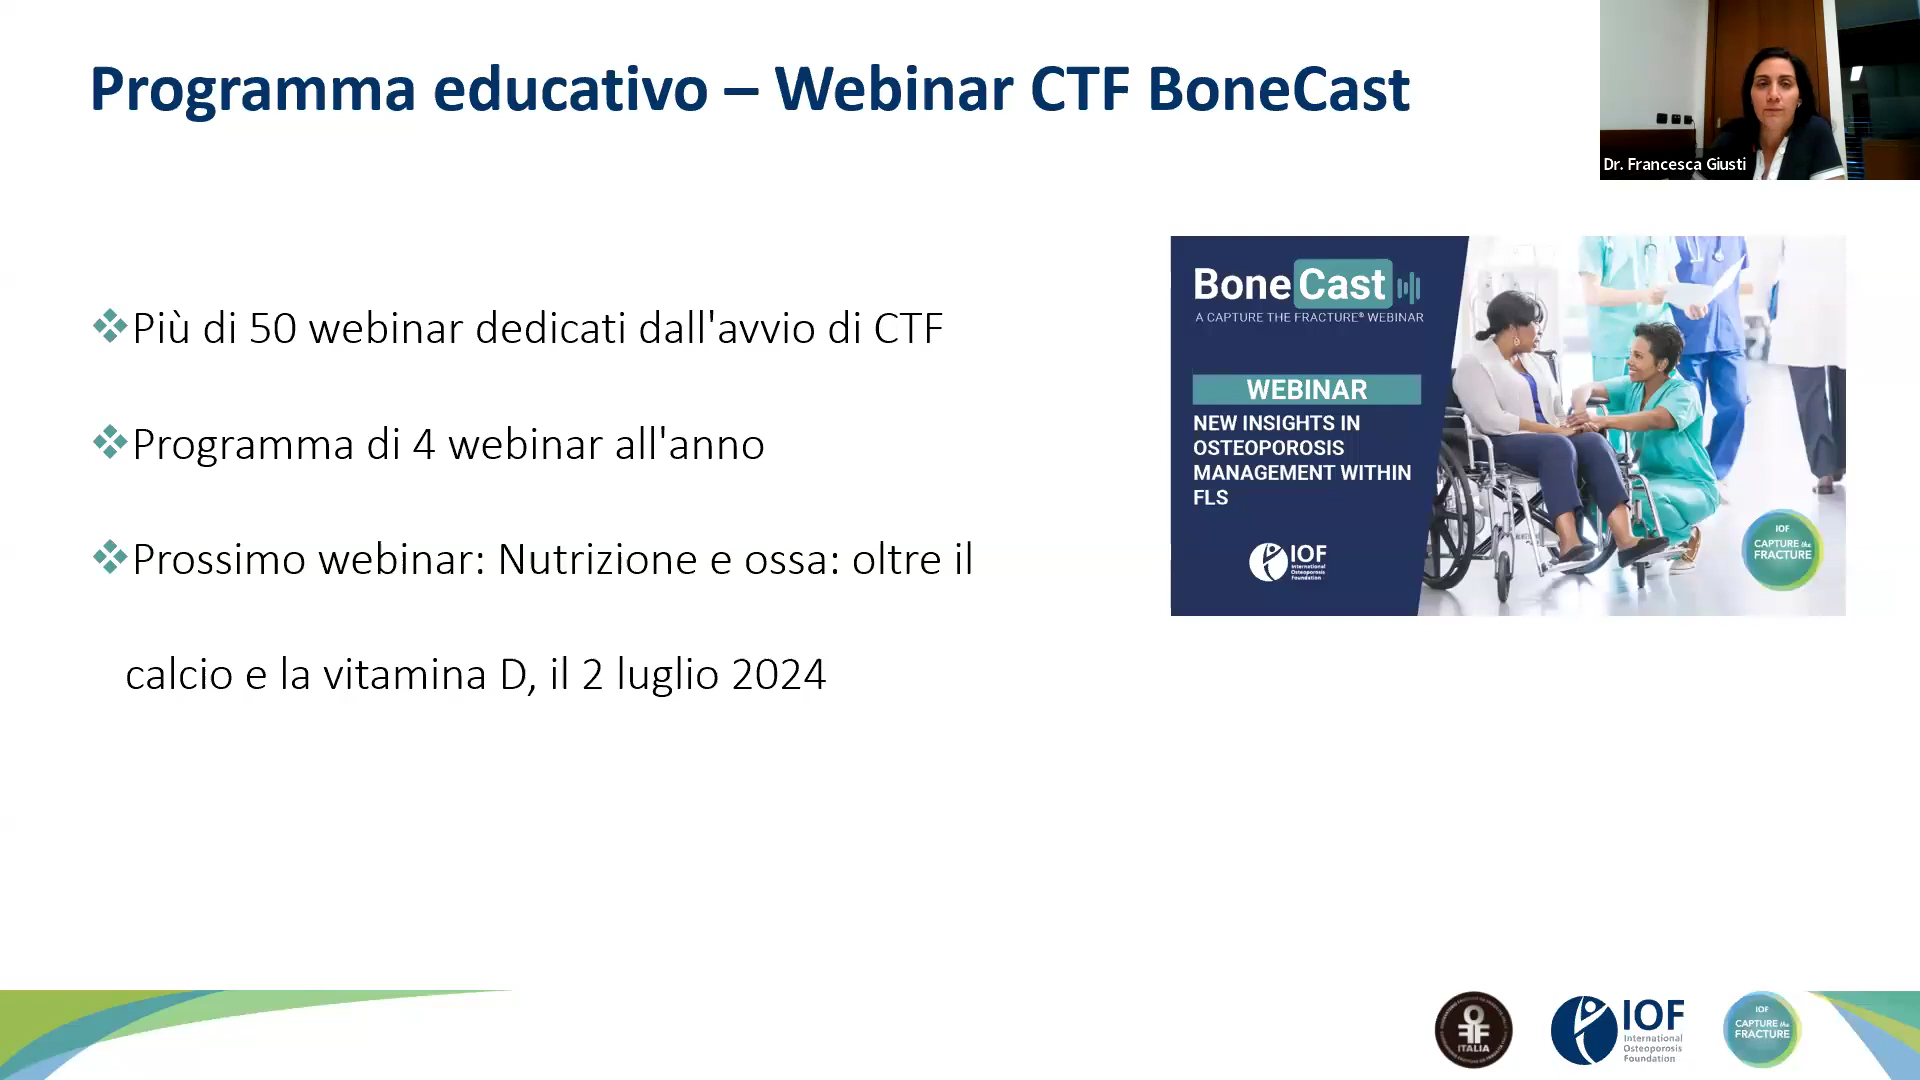 Programma educativo – Webinar CTF BoneCast
Dr. Francesca Giusti
❖Più di 50 webinar dedicati dall'avvio di CTF
❖Programma di 4 webinar all'anno
❖Prossimo webinar: Nutrizione e ossa: oltre il
calcio e la vitamina D, il 2 luglio 2024
BoneCast
A CAPTURE THE FRACTURE® WEBINAR
WEBINAR
NEW INSIGHTS IN
OSTEOPOROSIS
MANAGEMENT WITHIN
FLS
IOF
International
Osteoporosis
Foundation
IOF
CAPTURE the
FRACTURE
ITALIA
IOF
International
Osteoporosis
Foundation
IOF
CAPTURE the
FRACTURE